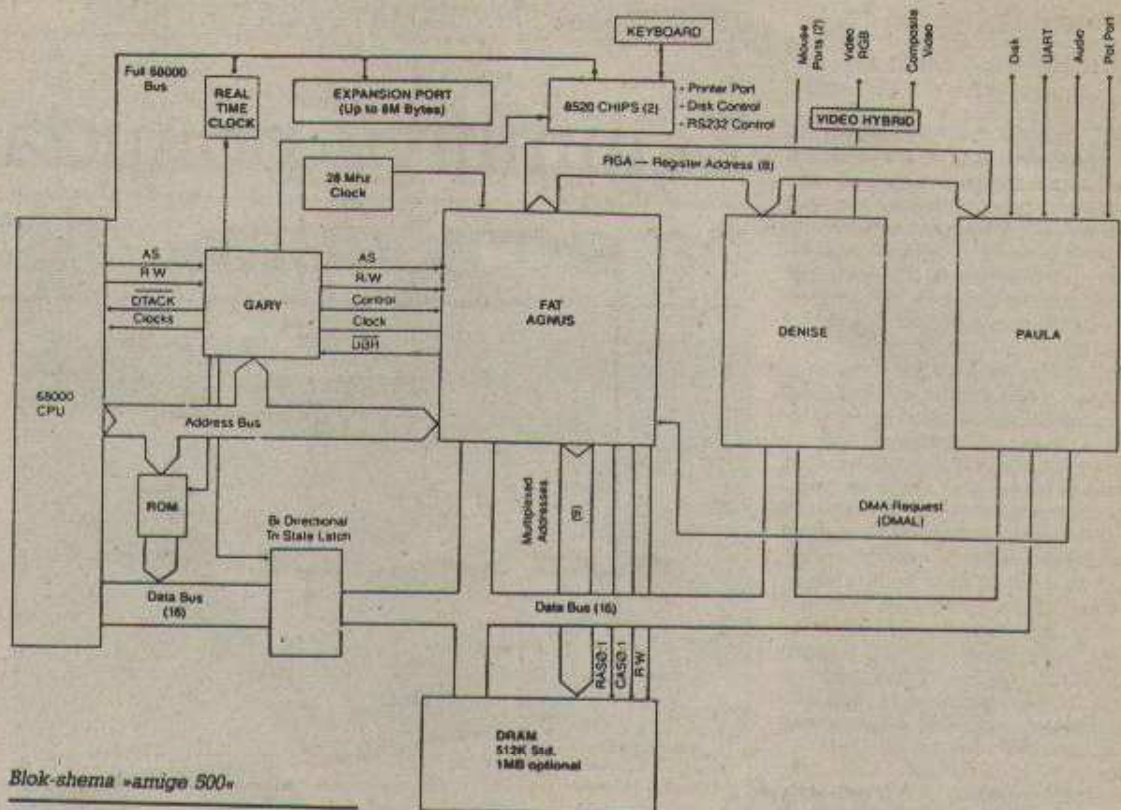 KEYBOARD
Full 68000
Bus
REAL
TIME
CLOCK
EXPANSION PORT
(Up to 8M Bytes)
8520 CHIPS (2)
- Printer Port
- Disk Control
- RS232 Control
Mouse
Ports (2)
Video
RGB
Composite
Video
VIDEO HYBRID
Disk
UART
Audio
Pot Port
28 Mhz
Clock
RGA — Register Address (8)
AS
R/W
DTACK
Clocks
GARY
AS
R/W
Control
Clock
DBR
FAT
AGNUS
DENISE
PAULA
68000
CPU
Address Bus
ROM
Bi Directional
Tri State Latch
Multiplexed
Addresses
(9)
DMA Request
(DMAL)
Data Bus
(16)
Data Bus (16)
RASØ:1
CASØ:1
R/W
DRAM
512K Std.
1MB optional
Blok-shema »amige 500«